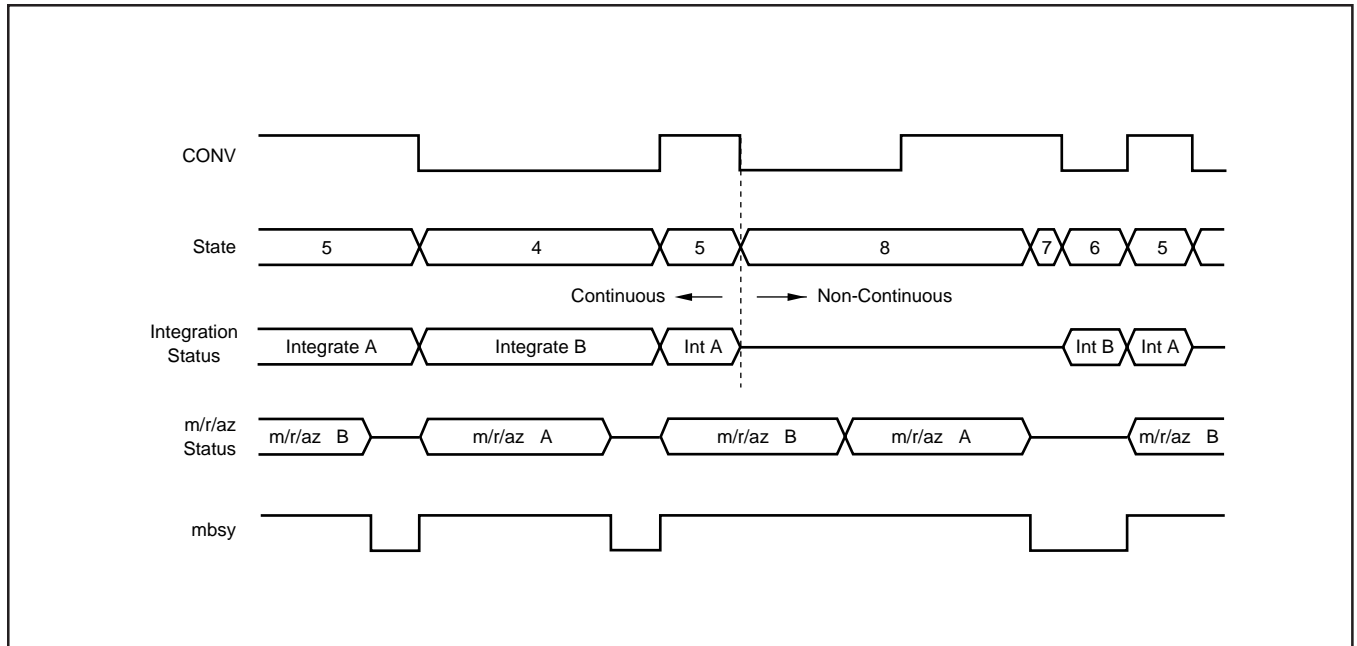 CONV
State
5 4 5 8 7 6 5
Continuous Non-Continuous
Integration
Status
Integrate A Integrate B Int A Int B Int A
m/r/az
Status
m/r/az B m/r/az A m/r/az B m/r/az A m/r/az B
mbsy